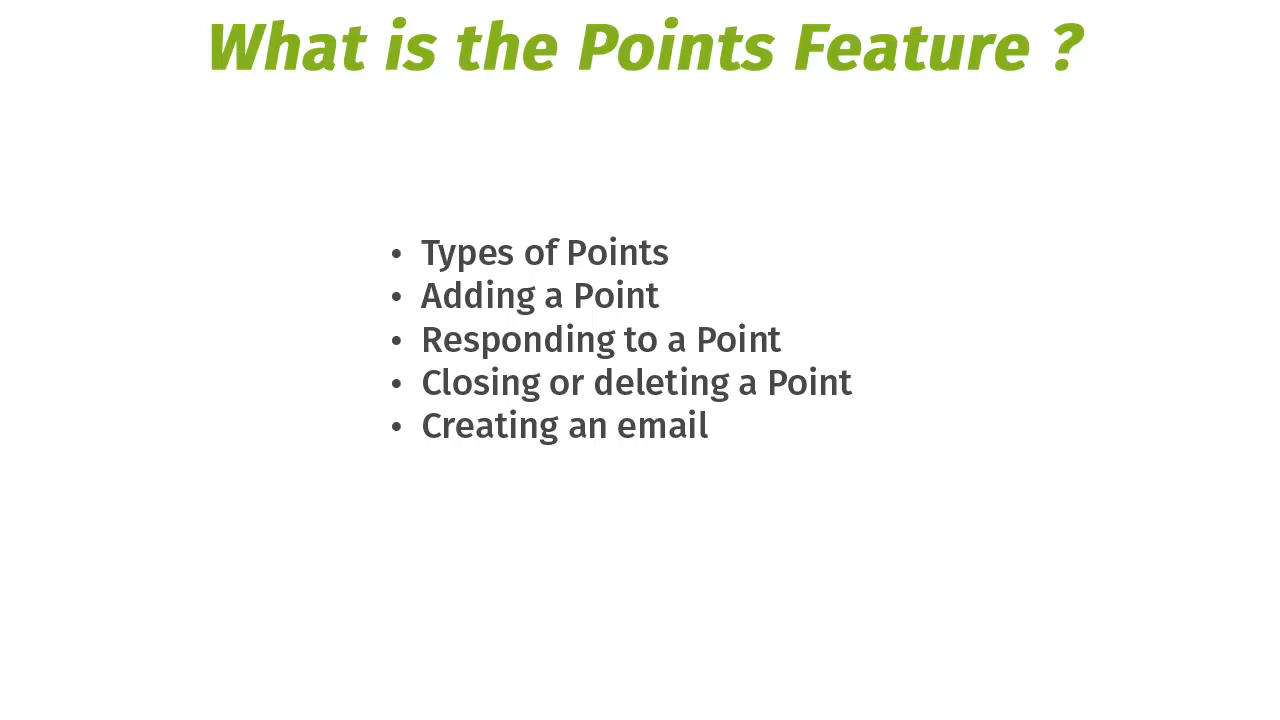 What is the Points Feature ?
• Types of Points
• Adding a Point
• Responding to a Point
• Closing or deleting a Point
• Creating an email